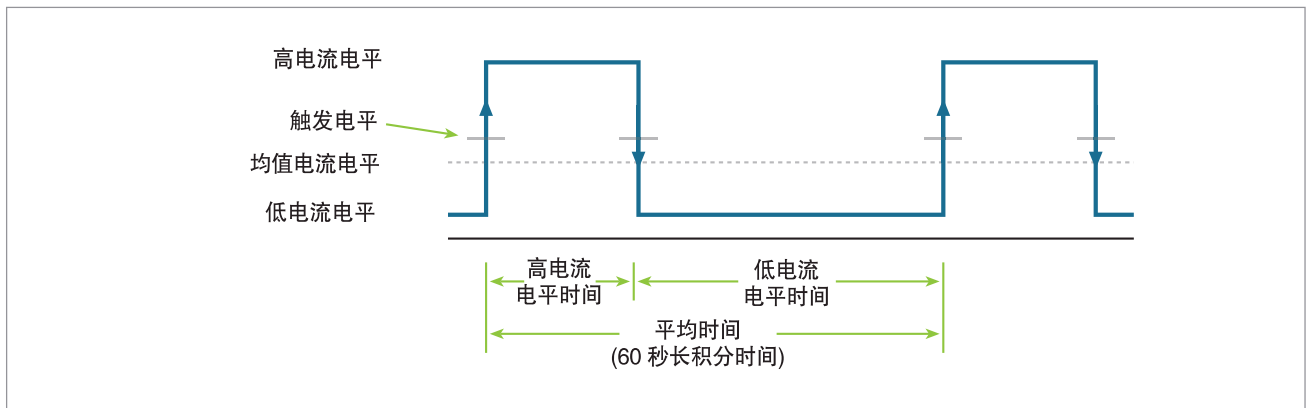 高电流电平
触发电平
均值电流电平
低电流电平
高电流
电平时间
低电流
电平时间
平均时间
(60 秒长积分时间)